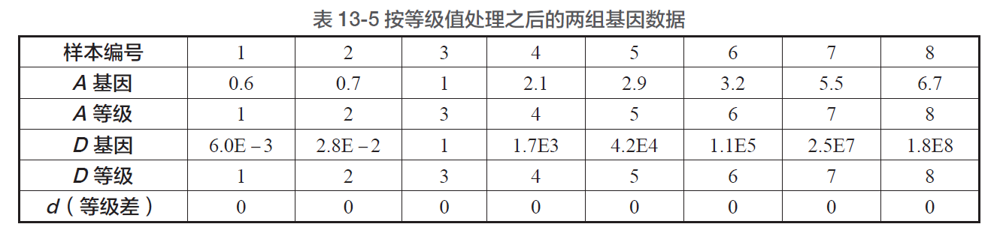 表 13-5 按等级值处理之后的两组基因数据
样本编号 1 2 3 4 5 6 7 8
A 基因 0.6 0.7 1 2.1 2.9 3.2 5.5 6.7
A 等级 1 2 3 4 5 6 7 8
D 基因 6.0E－3 2.8E－2 1 1.7E3 4.2E4 1.1E5 2.5E7 1.8E8
D 等级 1 2 3 4 5 6 7 8
d（等级差） 0 0 0 0 0 0 0 0